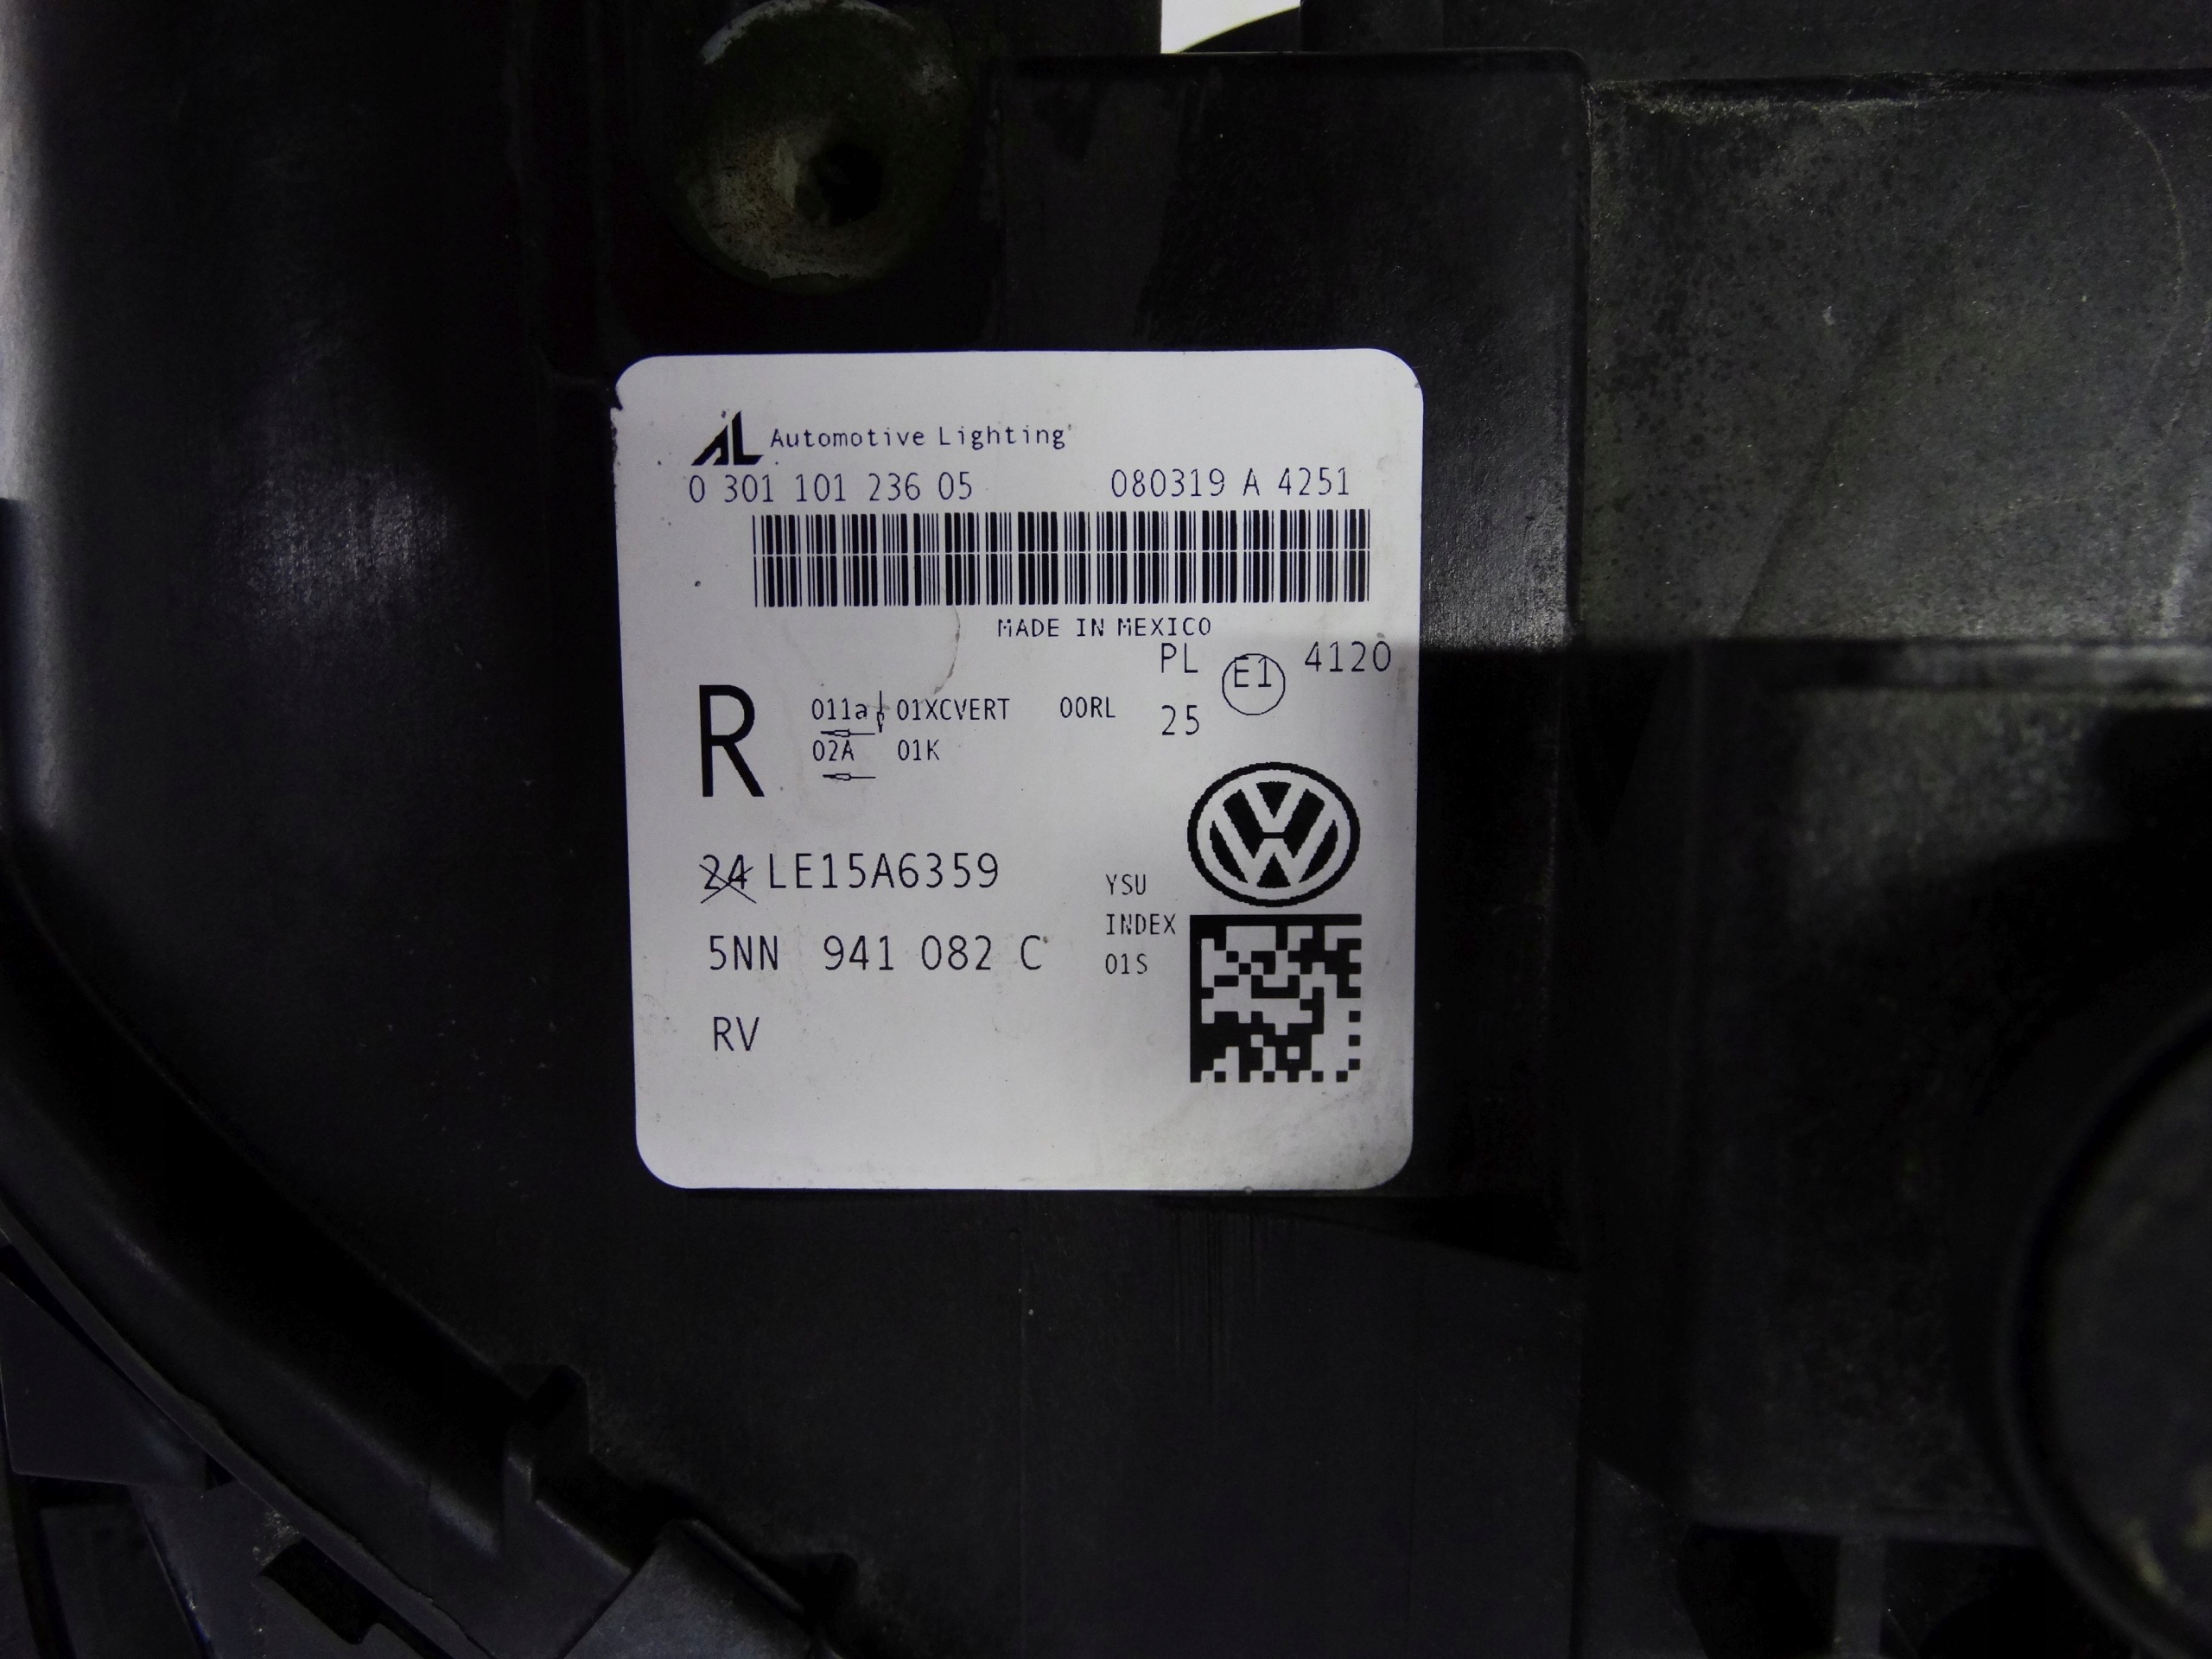 AL Automotive Lighting
0 301 101 236 05 080319 A 4251
MADE IN MEXICO
PL E1 4120
R 011a 01XCVERT 00RL 25
02A 01K
24 LE15A6359
YSU
5NN 941 082 C INDEX
01S
RV